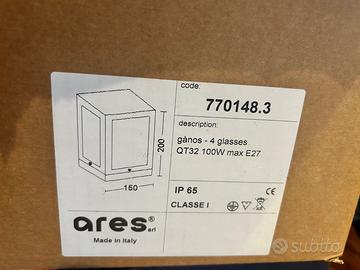 code:
770148.3
description:
gànos - 4 glasses
QT32 100W max E27
200
150
IP 65
CLASSE I
CE
ares® srl
Made in Italy
subito